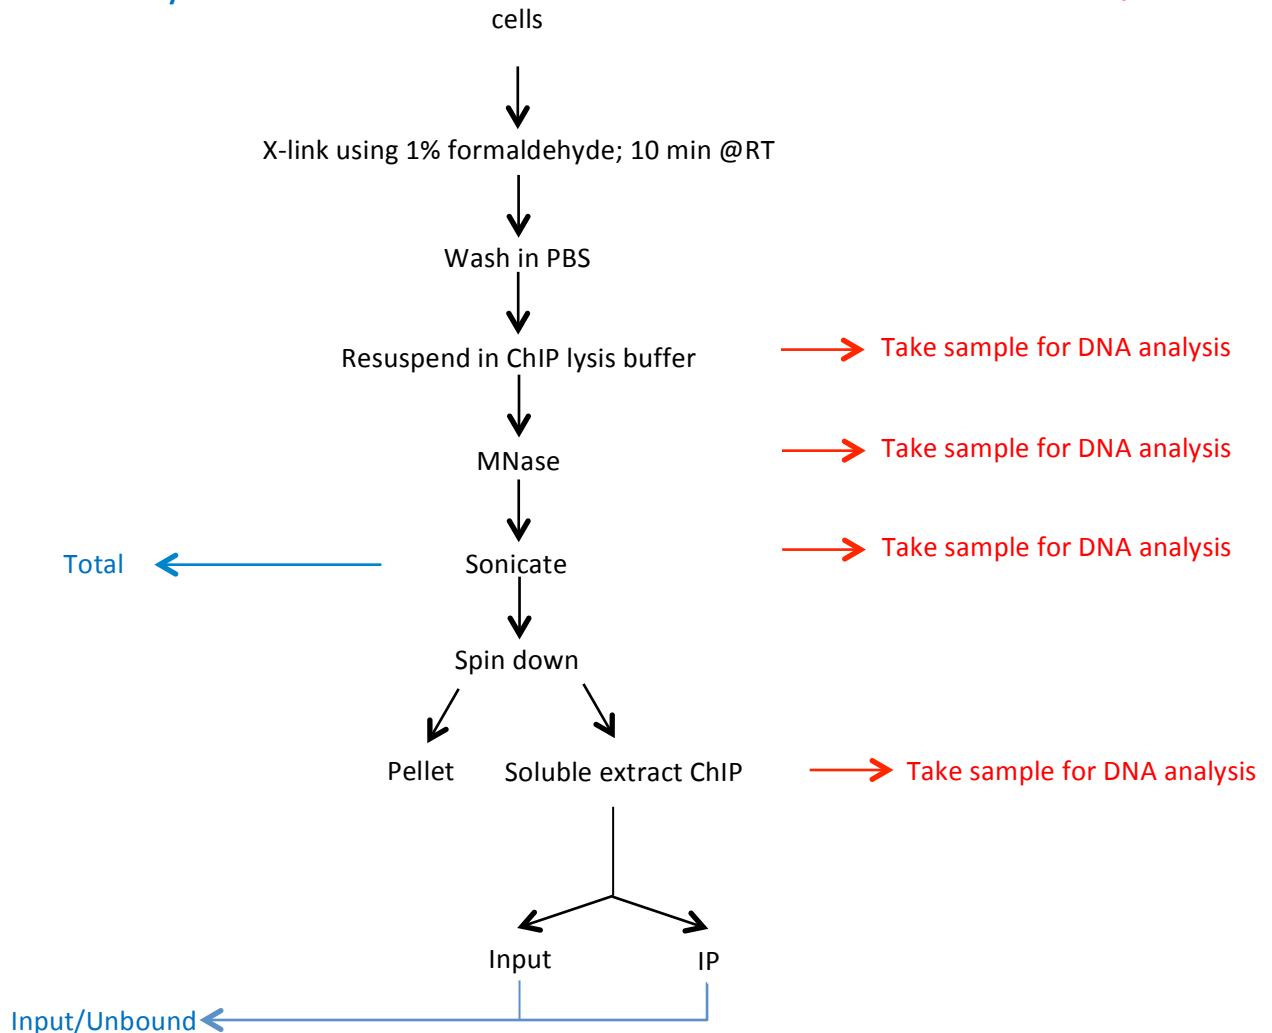 cells
X-link using 1% formaldehyde; 10 min @RT
Wash in PBS
Resuspend in ChIP lysis buffer
Take sample for DNA analysis
MNase
Take sample for DNA analysis
Total
Sonicate
Take sample for DNA analysis
Spin down
Pellet
Soluble extract ChIP
Take sample for DNA analysis
Input
IP
Input/Unbound